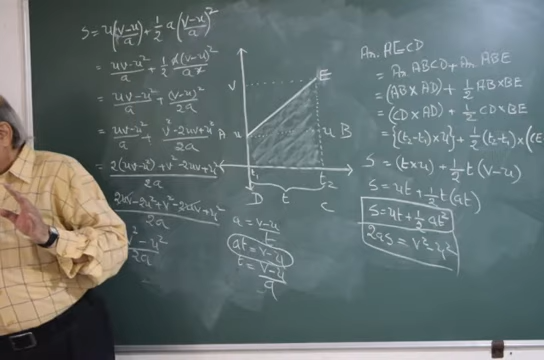 S = u(v-u/a) + 1/2 a (v-u/a)²
= uv-u²/a + 1/2 a(v-u)²/a²
= uv-u²/a + (v-u)²/2a
= uv-u²/a + v²-2uv+u²/2a
= 2(uv-u²)+v²-2uv+u²/2a
2uv-2u²+v²-2uv+u²/2a
v²-u²/2a
v
E
A u
u B
t₁
t₂
D
t
C
a = v-u/t
at = v-u
t = v-u/a
Ar. AECD
= Ar. ABCD + Ar. ABE
= (AB×AD) + 1/2 AB×BE
= (CD×AD) + 1/2 CD×BE
= {(t₂-t₁)×u} + 1/2 (t₂-t₁)×(CE
S = (t×u) + 1/2 t(v-u)
S = ut + 1/2 t(at)
S = ut + 1/2 at²
2as = v²-u²